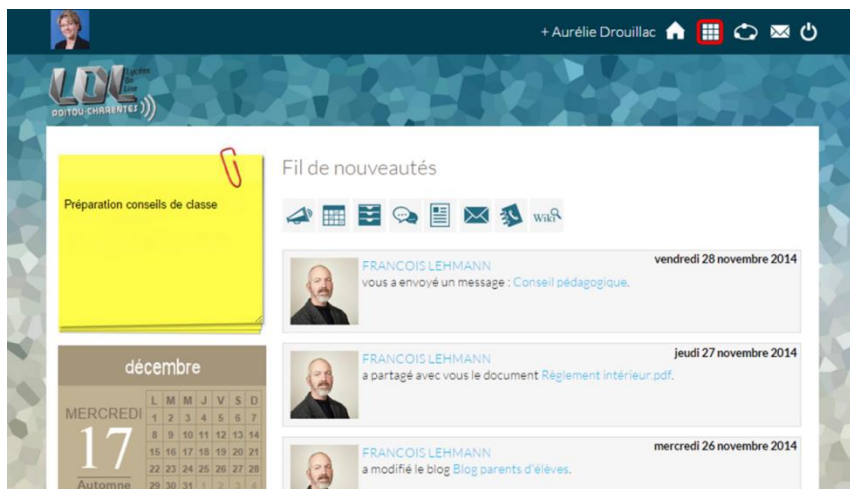 + Aurélie Drouillac
Lycées
On
Line
LOL
POITOU-CHARENTES
Préparation conseils de classe
Fil de nouveautés
Wiki
FRANCOIS LEHMANN
vendredi 28 novembre 2014
vous a envoyé un message : Conseil pédagogique.
FRANCOIS LEHMANN
jeudi 27 novembre 2014
a partagé avec vous le document Règlement intérieur.pdf.
FRANCOIS LEHMANN
mercredi 26 novembre 2014
a modifié le blog Blog parents d'élèves.
décembre
MERCREDI
17
Automne
L M M J V S D
1 2 3 4 5 6 7
8 9 10 11 12 13 14
15 16 17 18 19 20 21
22 23 24 25 26 27 28
29 30 31 1 2 3 4